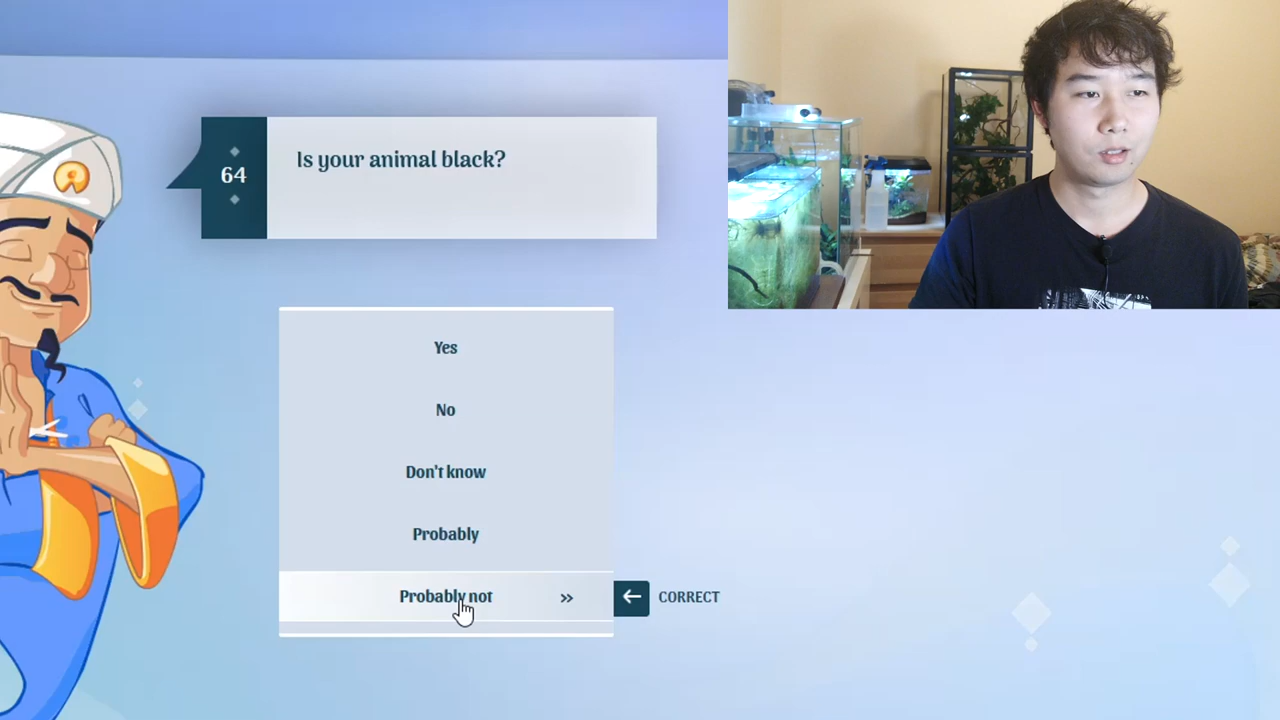 64
Is your animal black?
Yes
No
Don't know
Probably
Probably not
CORRECT